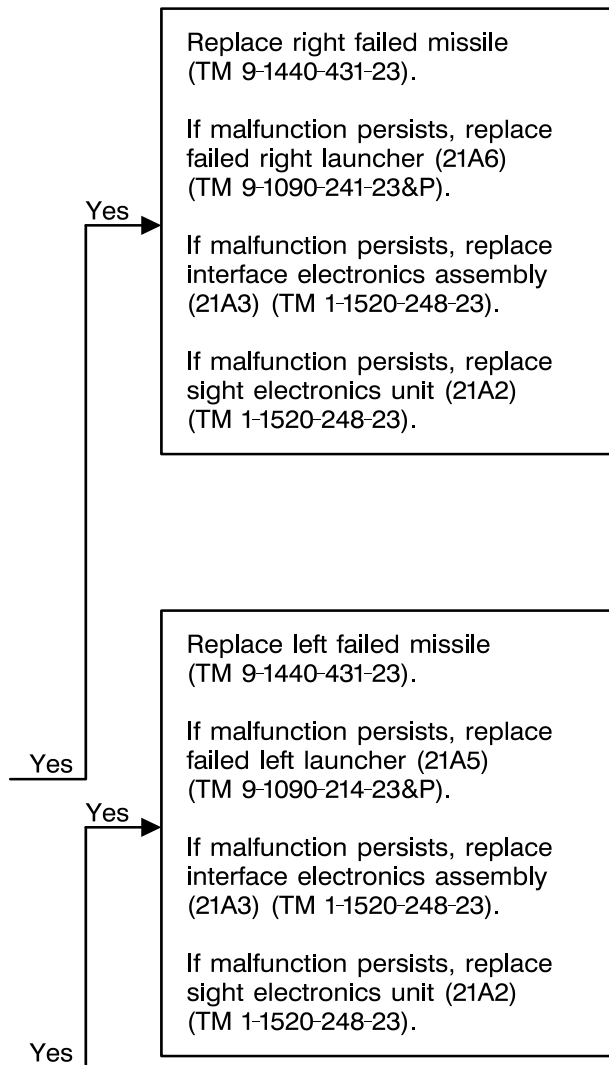 Replace right failed missile
(TM 9-1440-431-23).
If malfunction persists, replace
failed right launcher (21A6)
(TM 9-1090-241-23&P).
Yes
If malfunction persists, replace
interface electronics assembly
(21A3) (TM 1-1520-248-23).
If malfunction persists, replace
sight electronics unit (21A2)
(TM 1-1520-248-23).
Replace left failed missile
(TM 9-1440-431-23).
If malfunction persists, replace
failed left launcher (21A5)
(TM 9-1090-214-23&P).
Yes
Yes
If malfunction persists, replace
interface electronics assembly
(21A3) (TM 1-1520-248-23).
If malfunction persists, replace
sight electronics unit (21A2)
(TM 1-1520-248-23).
Yes